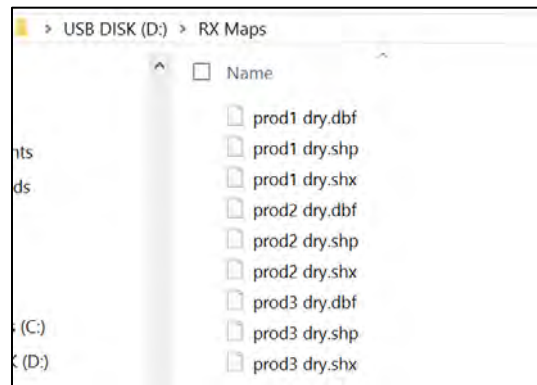 > USB DISK (D:) > RX Maps
Name
prod1 dry.dbf
nts
prod1 dry.shp
ds
prod1 dry.shx
prod2 dry.dbf
prod2 dry.shp
prod2 dry.shx
prod3 dry.dbf
(C:)
prod3 dry.shp
(D:)
prod3 dry.shx